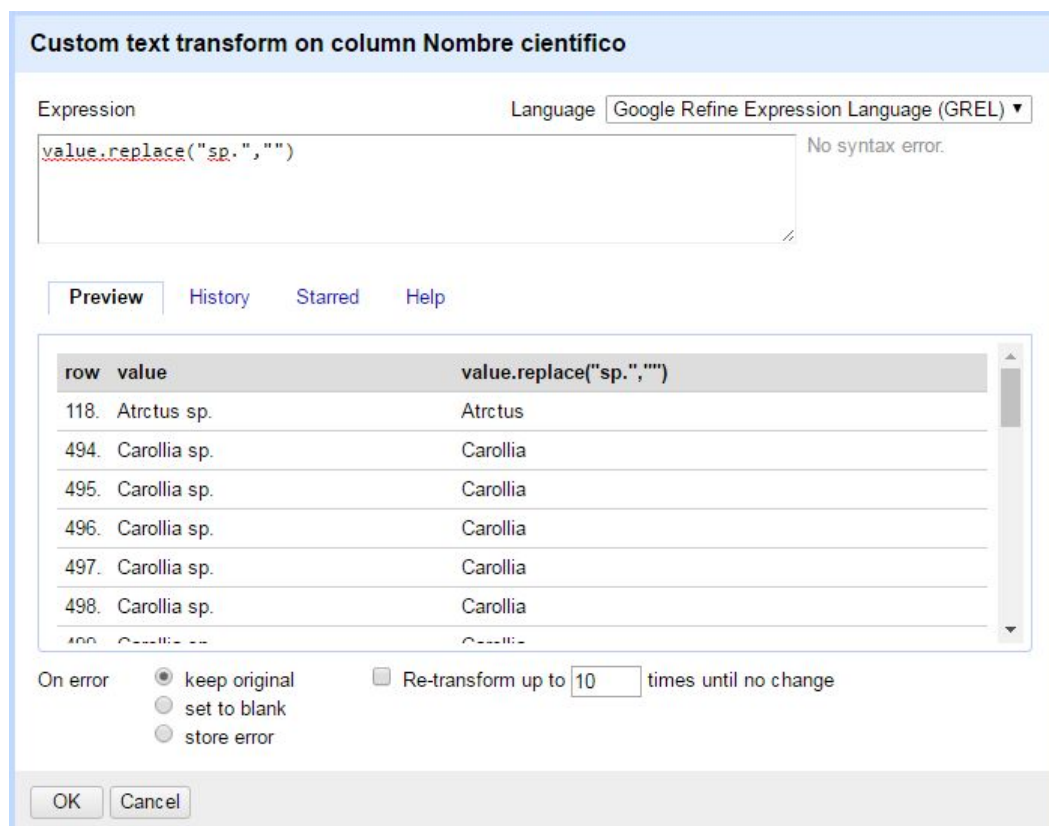 Custom text transform on column Nombre científico
Expression Language Google Refine Expression Language (GREL)
value.replace("sp.","") No syntax error.
Preview History Starred Help
row value value.replace("sp.","")
118. Atrctus sp. Atrctus
494. Carollia sp. Carollia
495. Carollia sp. Carollia
496. Carollia sp. Carollia
497. Carollia sp. Carollia
498. Carollia sp. Carollia
On error keep original Re-transform up to 10 times until no change
set to blank
store error
OK Cancel